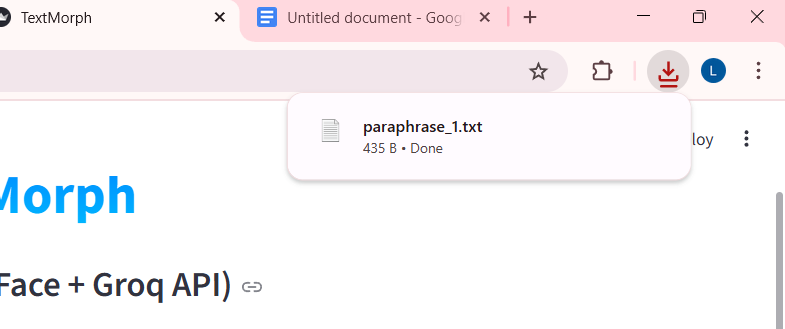 TextMorph
Untitled document - Goog
L
paraphrase_1.txt
435 B • Done
loy
Morph
Face + Groq API)